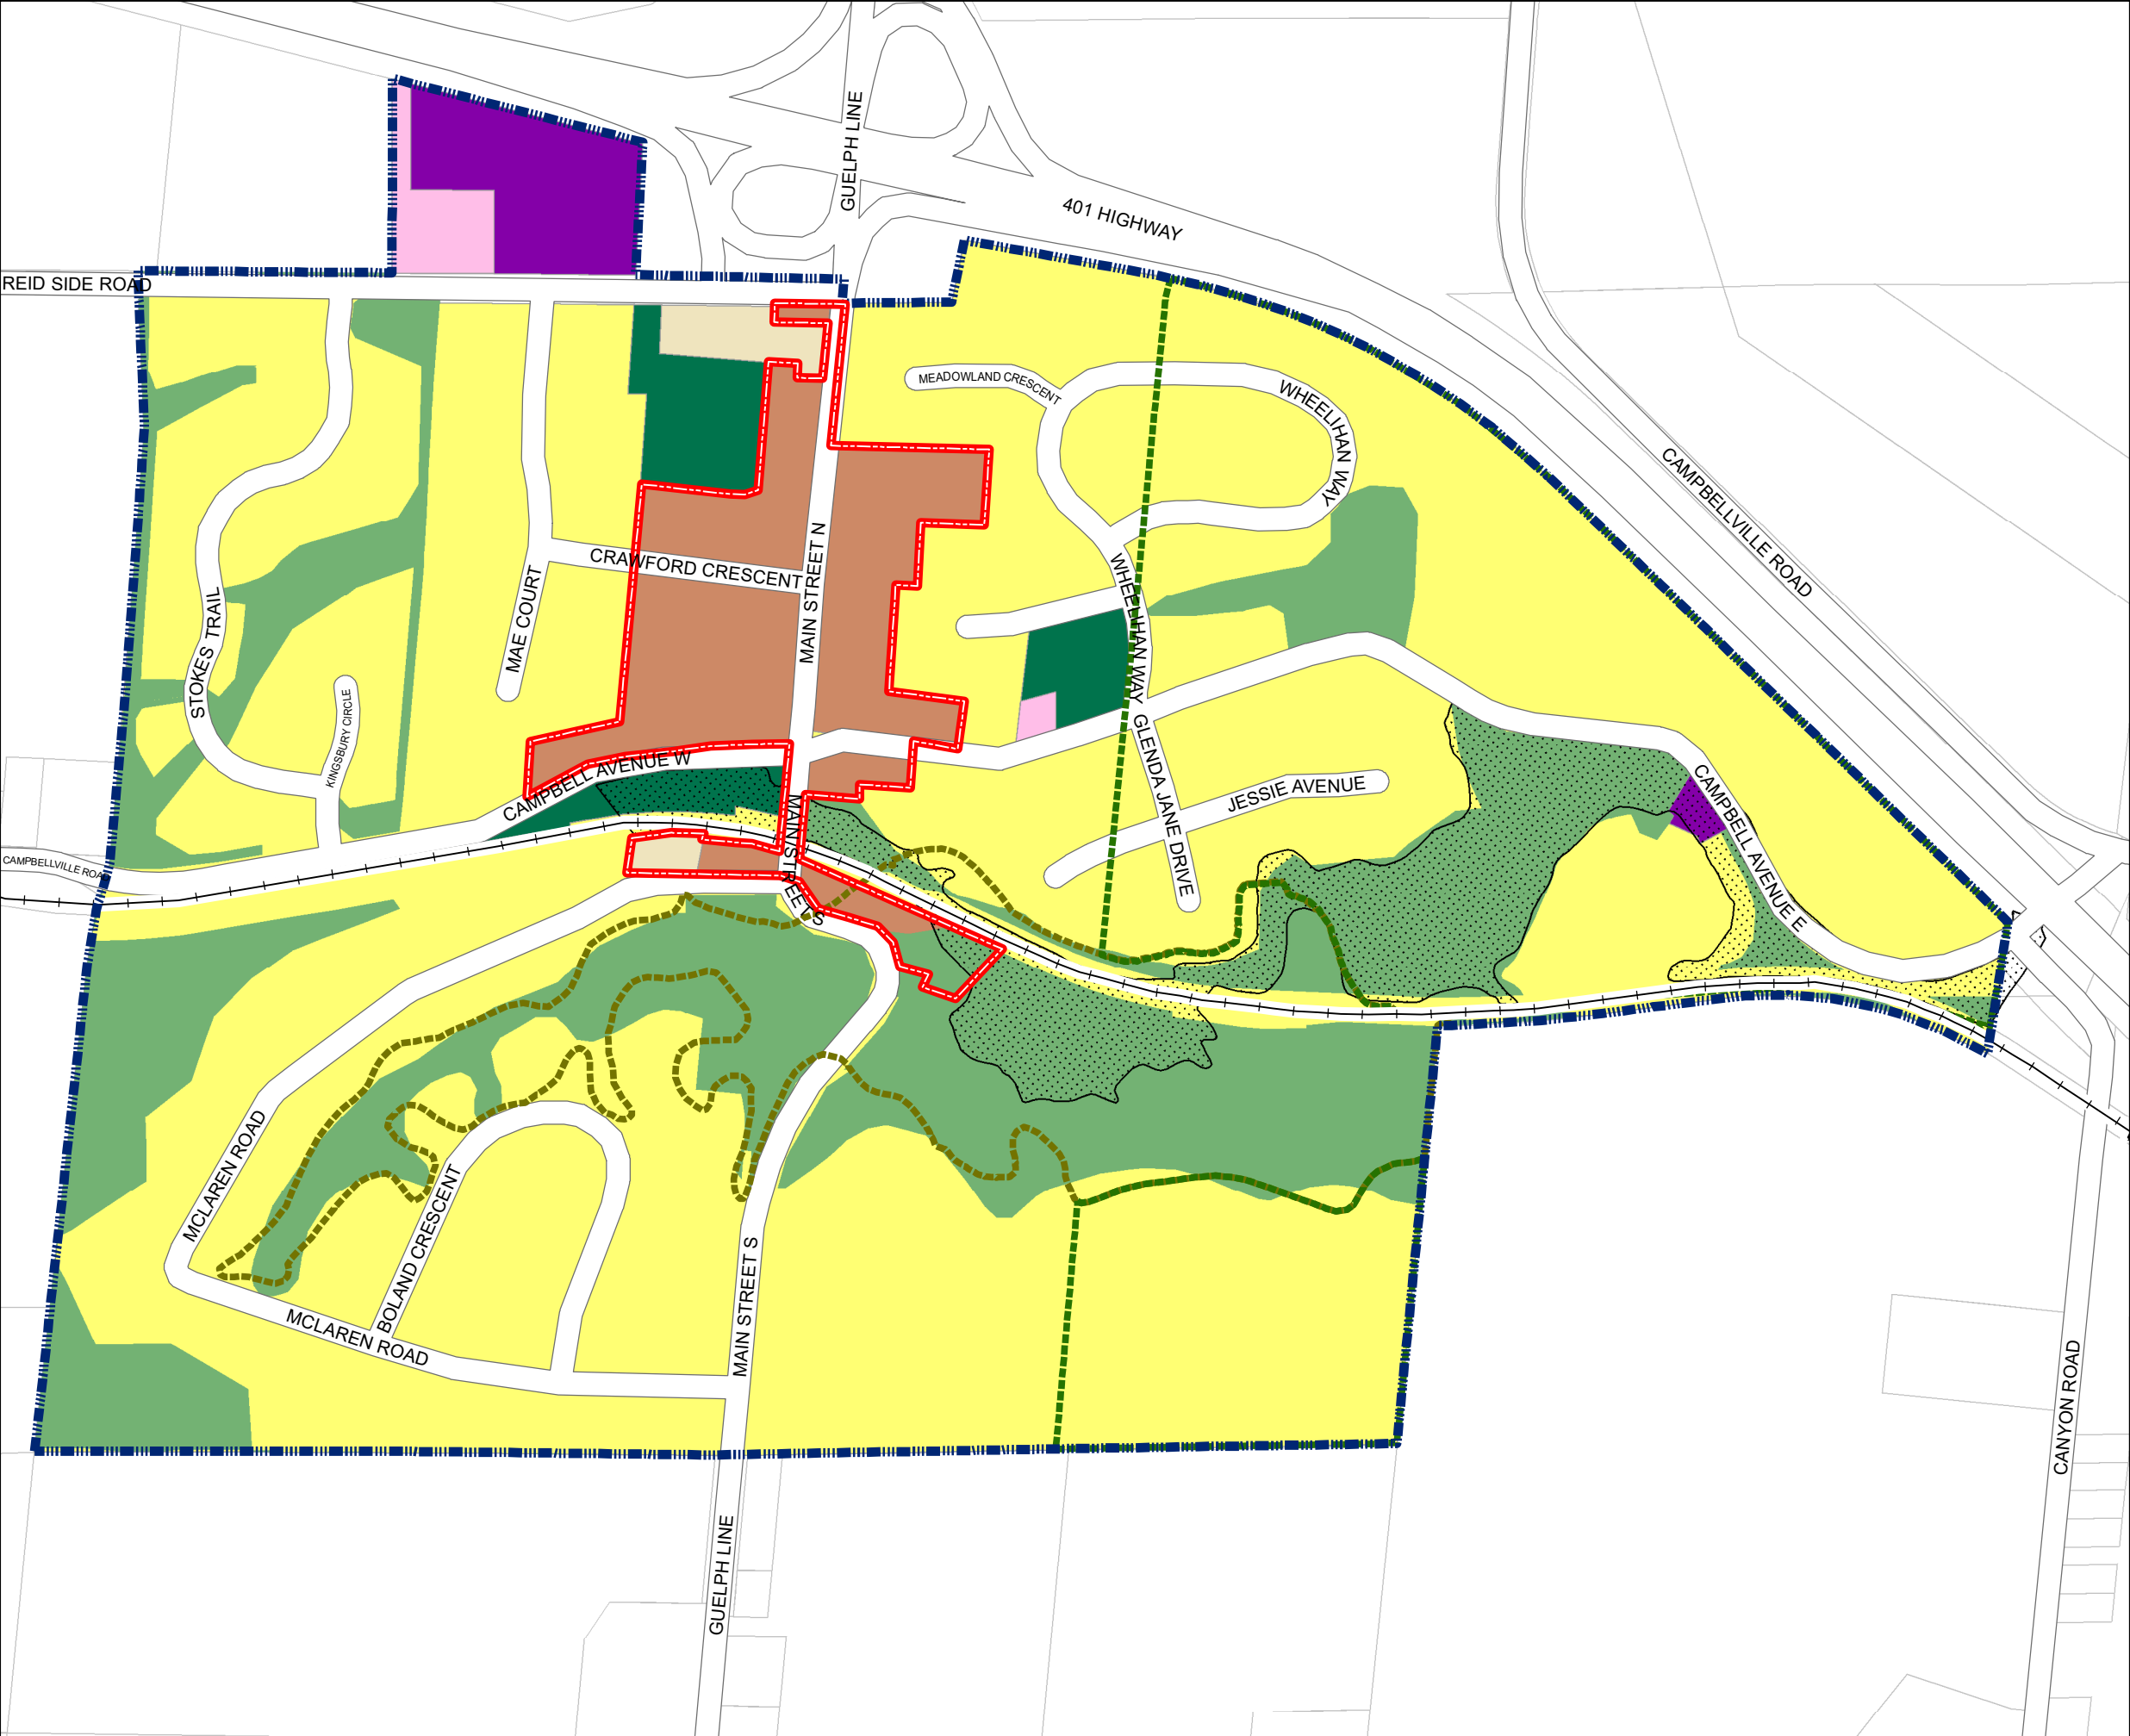 GUELPH LINE
401 HIGHWAY
REID SIDE ROAD
MEADOWLAND CRESCENT
WHEELIHAN WAY
CAMPBELLVILLE ROAD
CRAWFORD CRESCENT
MAIN STREET N
MAE COURT
STOKES TRAIL
WHEELIHAN WAY
KINGSBURY CIRCLE
GLENDA JANE DRIVE
JESSIE AVENUE
CAMPBELL AVENUE W
CAMPBELL AVENUE E
MAIN STREET S
CAMPBELLVILLE ROA
MCLAREN ROAD
BOLAND CRESCENT
MCLAREN ROAD
MAIN STREET S
CANYON ROAD
GUELPH LINE